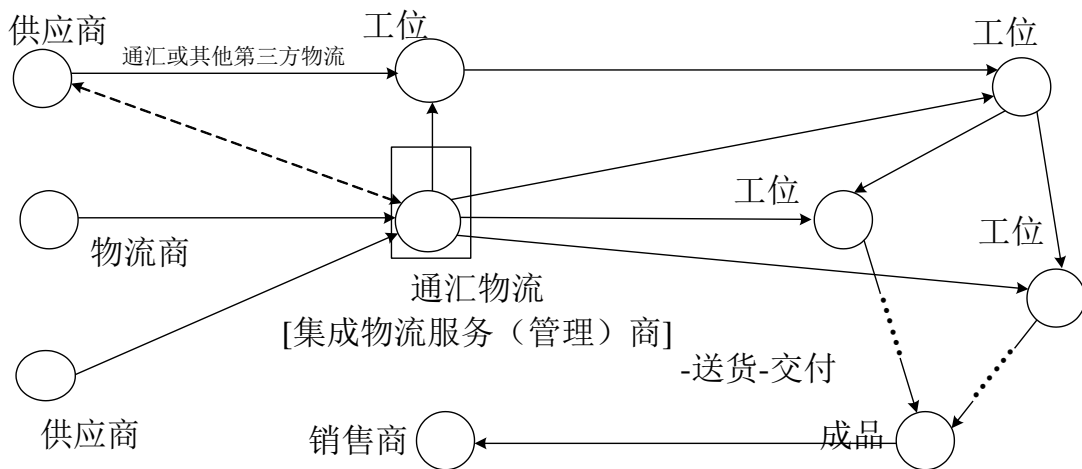 供应商
工位
工位
通汇或其他第三方物流
工位
物流商
工位
通汇物流
[集成物流服务（管理）商]
-送货-交付
供应商
销售商
成品